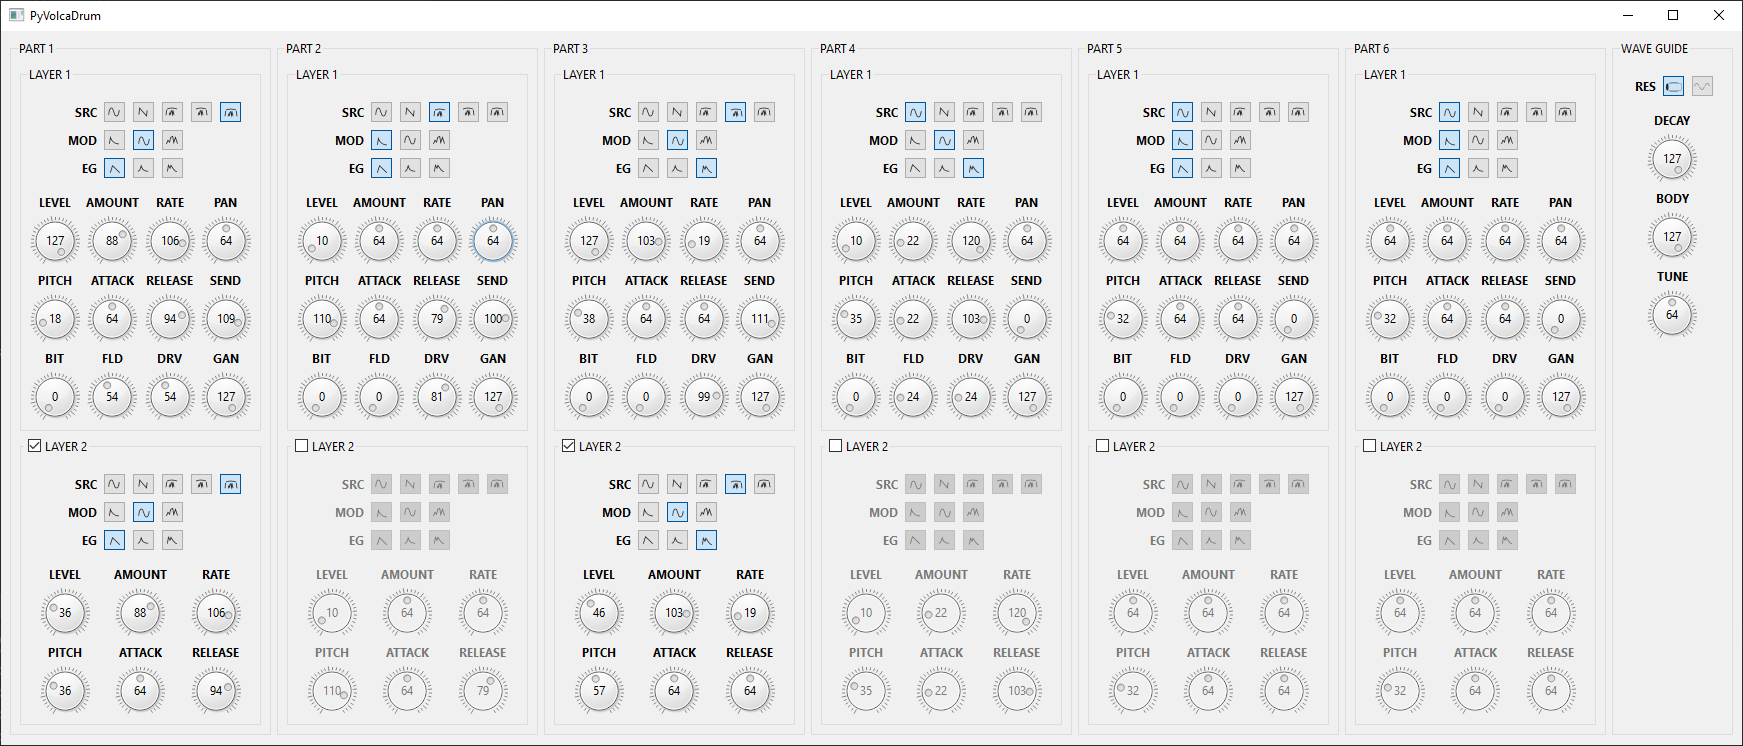 PyVolcaDrum
PART 1 PART 2 PART 3 PART 4 PART 5 PART 6 WAVE GUIDE
LAYER 1 LAYER 1 LAYER 1 LAYER 1 LAYER 1 LAYER 1
RES
SRC SRC SRC SRC SRC SRC
DECAY
MOD MOD MOD MOD MOD MOD
127
EG EG EG EG EG EG
LEVEL AMOUNT RATE PAN LEVEL AMOUNT RATE PAN LEVEL AMOUNT RATE PAN LEVEL AMOUNT RATE PAN LEVEL AMOUNT RATE PAN LEVEL AMOUNT RATE PAN BODY
127 88 106 64 10 64 64 64 127 103 19 64 10 22 120 64 64 64 64 64 64 64 64 64 127
PITCH ATTACK RELEASE SEND PITCH ATTACK RELEASE SEND PITCH ATTACK RELEASE SEND PITCH ATTACK RELEASE SEND PITCH ATTACK RELEASE SEND PITCH ATTACK RELEASE SEND TUNE
18 64 94 109 110 64 79 100 38 64 64 111 35 22 103 0 32 64 64 0 32 64 64 0 64
BIT FLD DRV GAN BIT FLD DRV GAN BIT FLD DRV GAN BIT FLD DRV GAN BIT FLD DRV GAN BIT FLD DRV GAN
0 54 54 127 0 0 81 127 0 0 99 127 0 24 24 127 0 0 0 127 0 0 0 127
LAYER 2 LAYER 2 LAYER 2 LAYER 2 LAYER 2 LAYER 2
SRC SRC SRC SRC SRC SRC
MOD MOD MOD MOD MOD MOD
EG EG EG EG EG EG
LEVEL AMOUNT RATE LEVEL AMOUNT RATE LEVEL AMOUNT RATE LEVEL AMOUNT RATE LEVEL AMOUNT RATE LEVEL AMOUNT RATE
36 88 106 10 64 64 46 103 19 10 22 120 64 64 64 64 64 64
PITCH ATTACK RELEASE PITCH ATTACK RELEASE PITCH ATTACK RELEASE PITCH ATTACK RELEASE PITCH ATTACK RELEASE PITCH ATTACK RELEASE
36 64 94 110 64 79 57 64 64 35 22 103 32 64 64 32 64 64